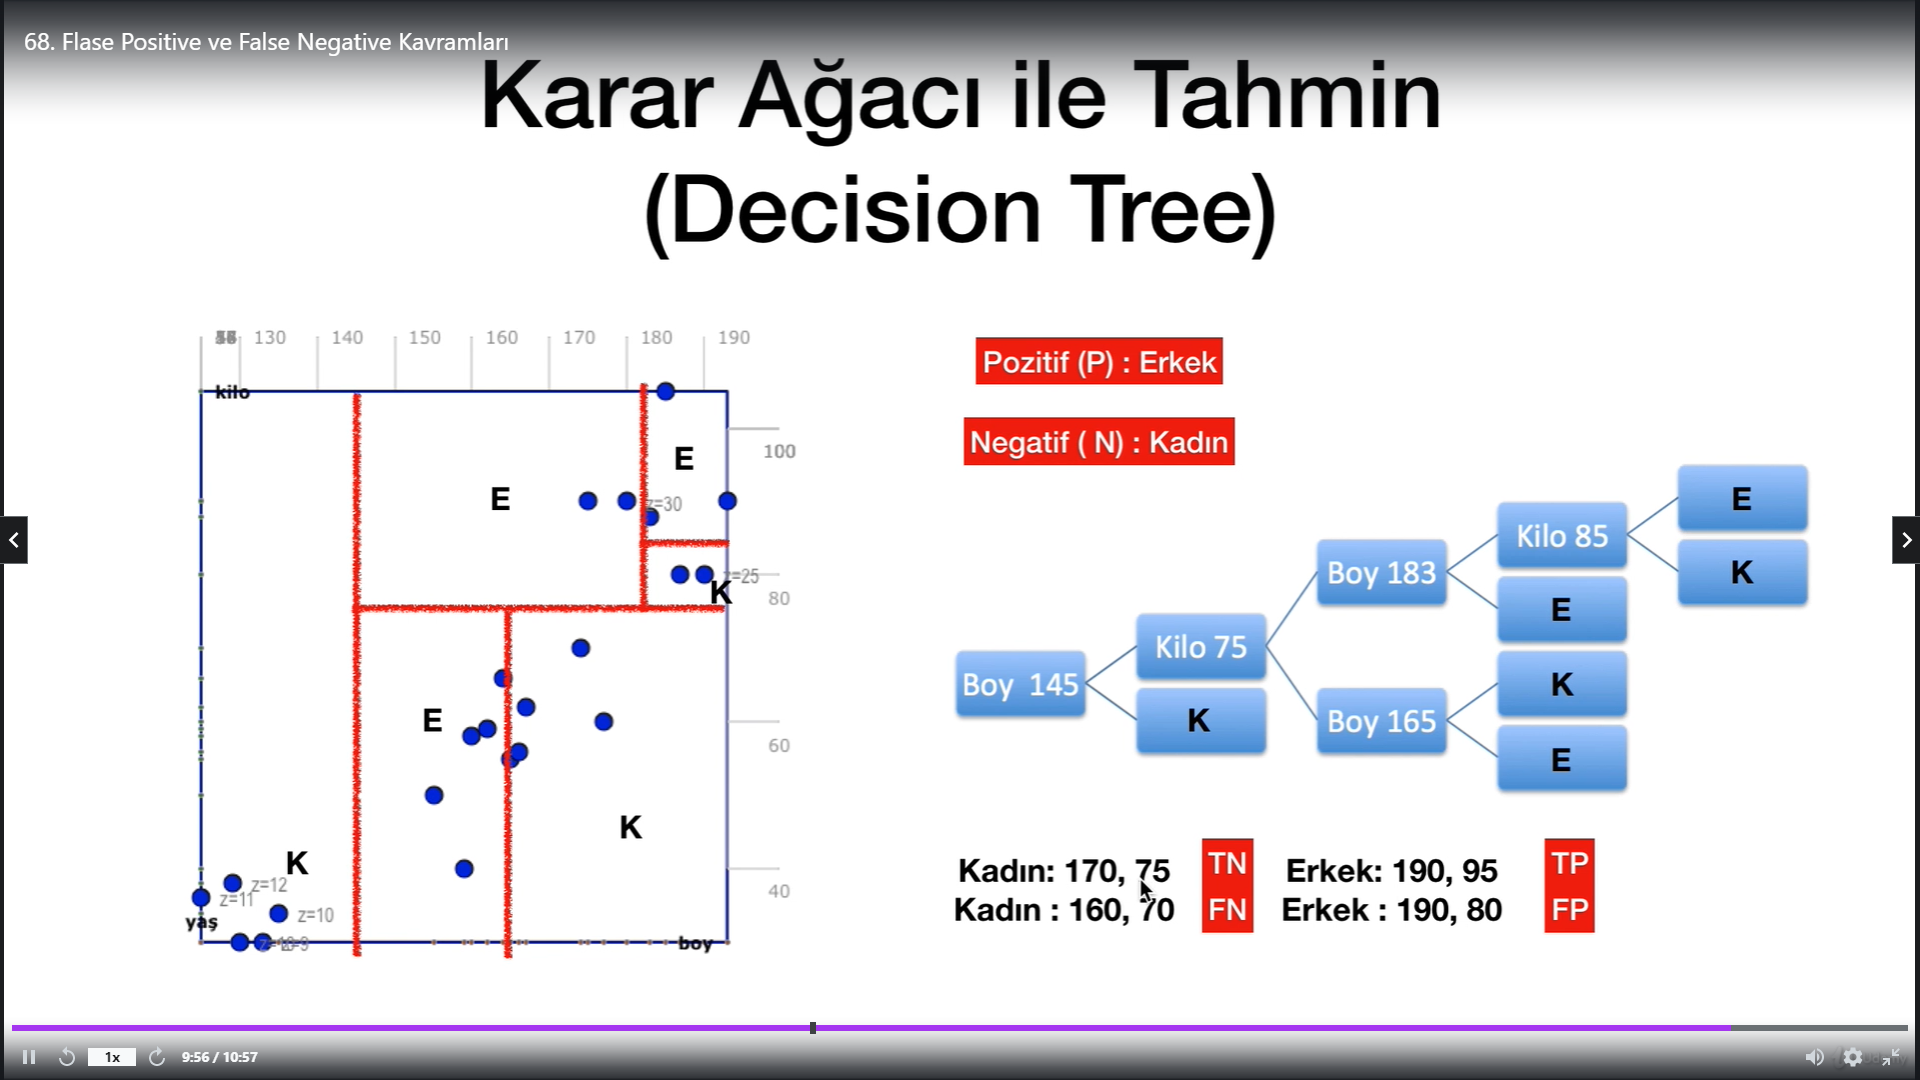 68. Flase Positive ve False Negative Kavramları
Karar Ağacı ile Tahmin
(Decision Tree)
130 140 150 160 170 180 190
kilo
100
80
60
40
E
E
z=30
z=25
K
E
K
K
z=12
z=11
z=10
yaş
boy
Pozitif (P) : Erkek
Negatif ( N) : Kadın
Boy 145
Kilo 75
K
Boy 183
Boy 165
Kilo 85
E
K
E
E
K
Kadın: 170, 75 TN Erkek: 190, 95 TP
Kadın : 160, 70 FN Erkek : 190, 80 FP
1x 9:56 / 10:57